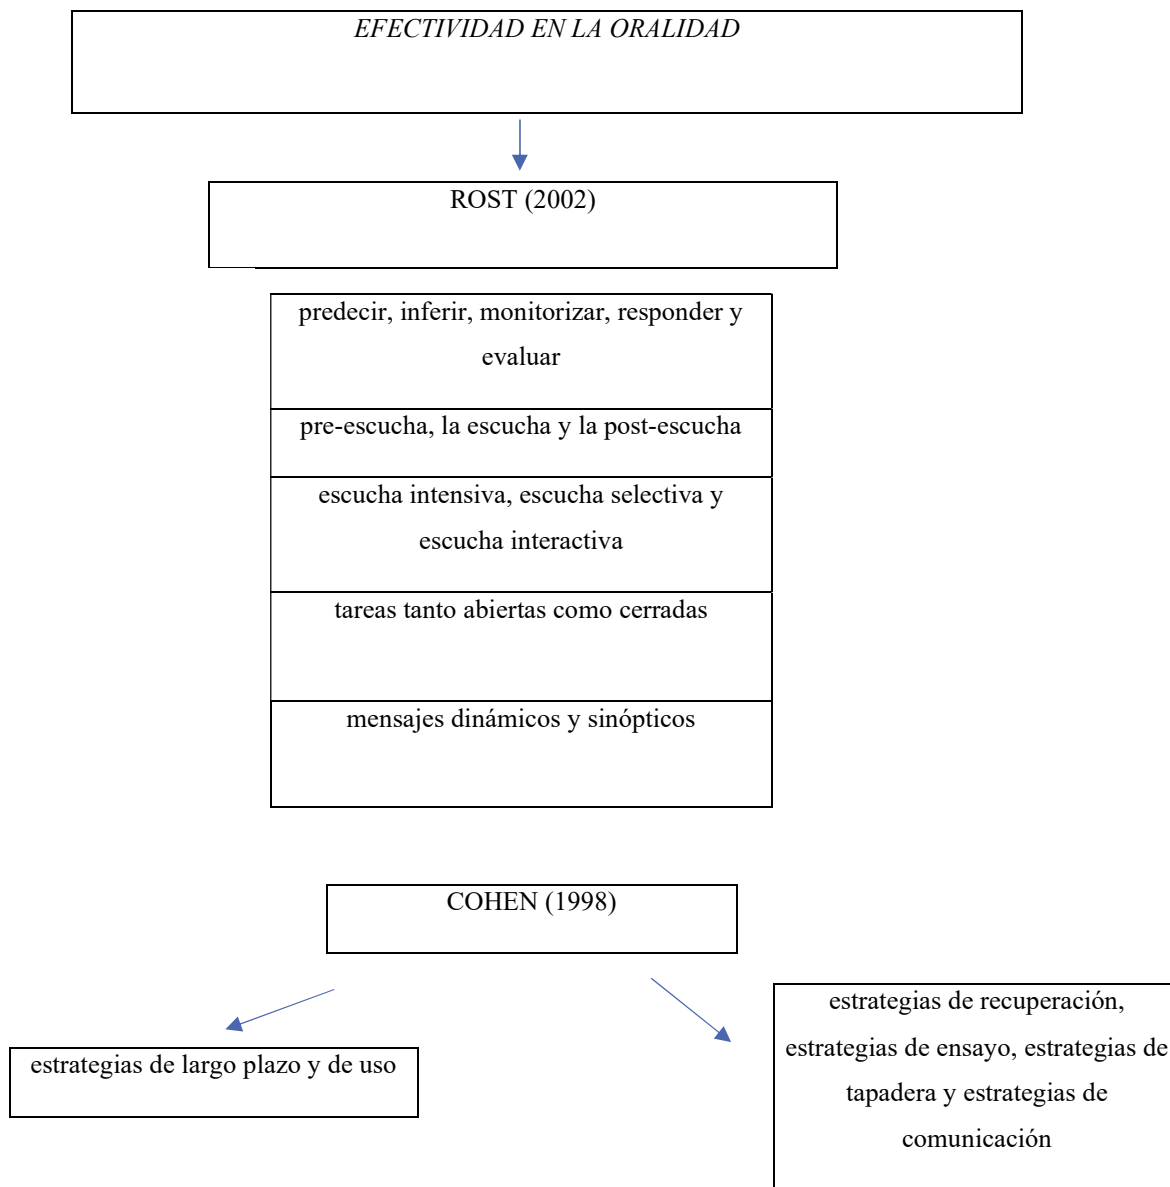 EFECTIVIDAD EN LA ORALIDAD
ROST (2002)
predecir, inferir, monitorizar, responder y
evaluar
pre-escucha, la escucha y la post-escucha
escucha intensiva, escucha selectiva y
escucha interactiva
tareas tanto abiertas como cerradas
mensajes dinámicos y sinópticos
COHEN (1998)
estrategias de largo plazo y de uso
estrategias de recuperación,
estrategias de ensayo, estrategias de
tapadera y estrategias de
comunicación